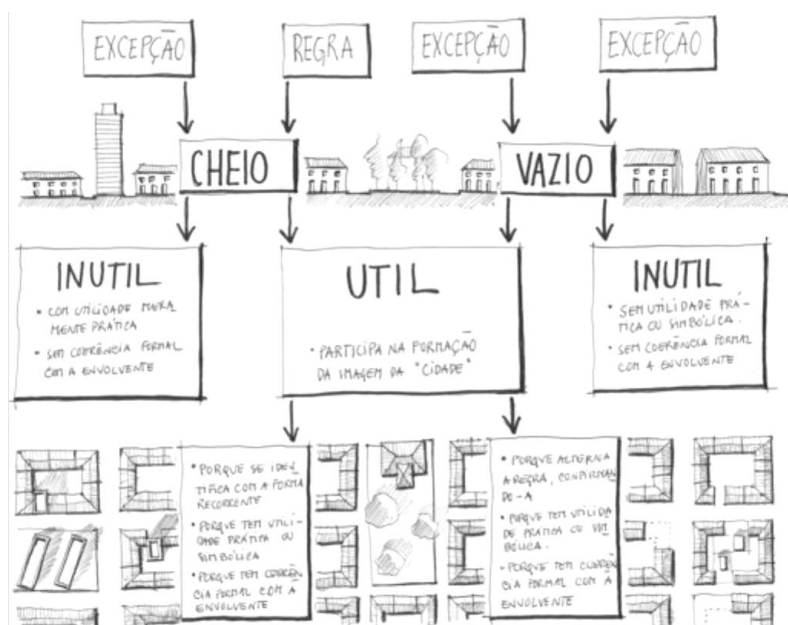 EXCEPÇÃO
REGRA
EXCEPÇÃO
EXCEPÇÃO
CHEIO
VAZIO
INUTIL
• COM UTILIDADE MERA
MENTE PRÁTICA
• SEM COERÊNCIA FORMAL
COM A ENVOLVENTE
UTIL
• PARTICIPA NA FORMAÇÃO
DA IMAGEM DA "CIDADE"
INUTIL
• SEM UTILIDADE PRÁ-
TICA OU SIMBÓLICA.
• SEM COERÊNCIA FORMAL
COM A ENVOLVENTE
• PORQUE SE IDEN
TIFICA COM A FORMA
RECORRENTE
• PORQUE TEM UTILI-
DADE PRÁTICA OU
SIMBÓLICA
• PORQUE TEM COERÊN
CIA FORMAL COM A
ENVOLVENTE
• PORQUE ALTERNA
A REGRA, CONFIRMAN
DO-A
• PORQUE TEM UTILIDA
DE PRÁTICA OU SIM
BÓLICA.
• PORQUE TEM COERÊN
CIA FORMAL COM A
ENVOLVENTE